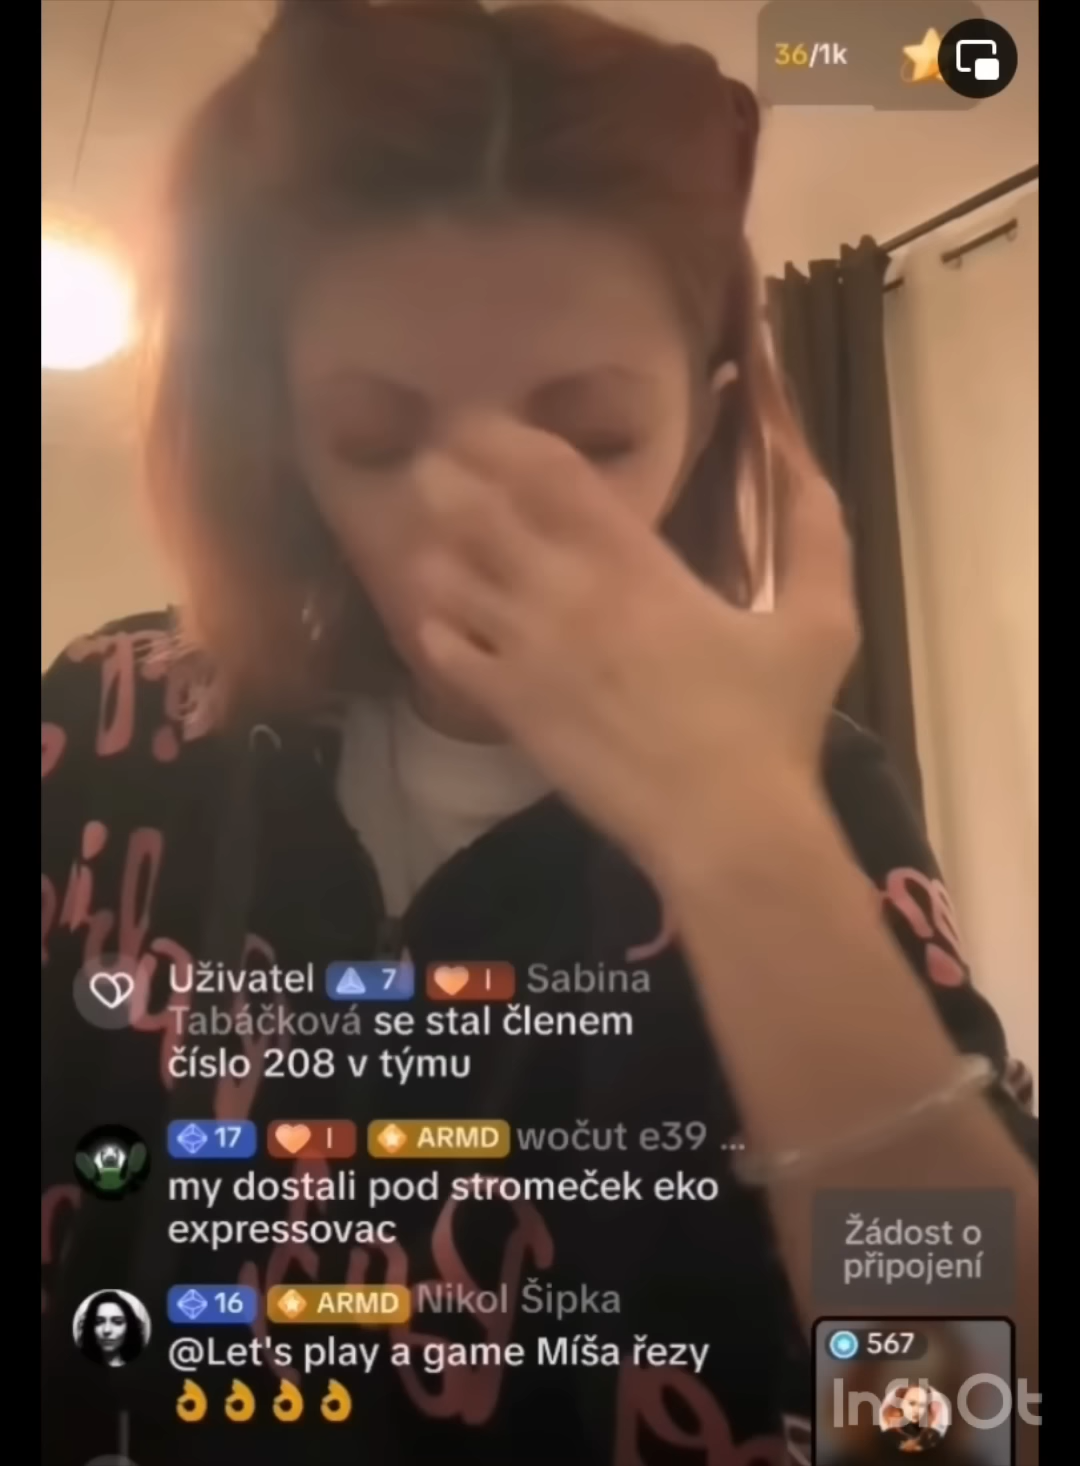 36/1k
Uživatel 7 I Sabina
Tabáčková se stal členem
číslo 208 v týmu
17 I ARMD wočut e39 ...
my dostali pod stromeček eko
expressovac
16 ARMD Nikol Šipka
@Let's play a game Míša řezy
👌👌👌👌
Žádost o
připojení
567
InShOt